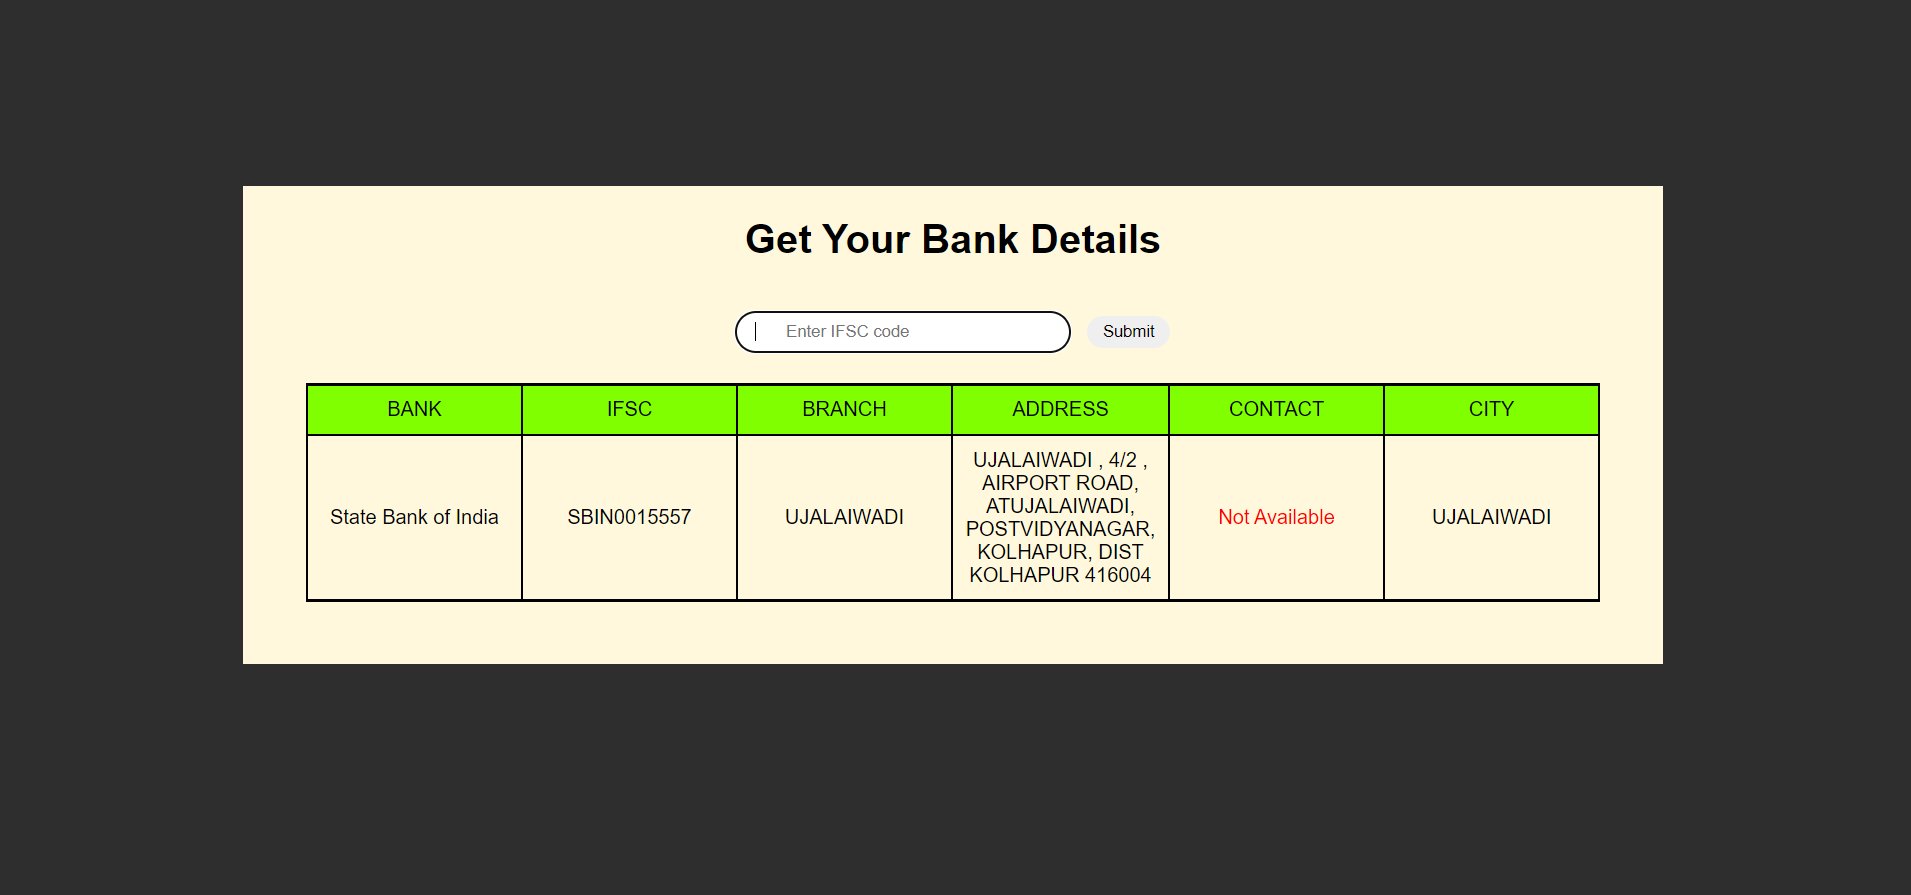 Get Your Bank Details
Enter IFSC code
Submit
BANK IFSC BRANCH ADDRESS CONTACT CITY
State Bank of India SBIN0015557 UJALAIWADI UJALAIWADI , 4/2 ,
AIRPORT ROAD,
ATUJALAIWADI,
POSTVIDYANAGAR,
KOLHAPUR, DIST
KOLHAPUR 416004
Not Available UJALAIWADI